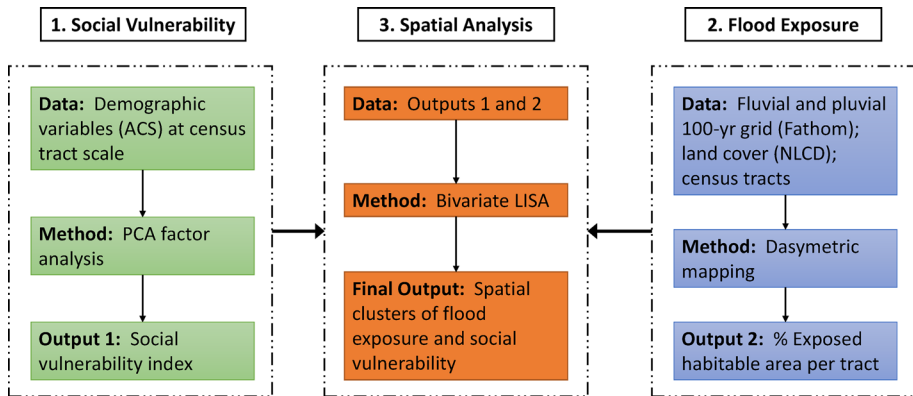 1. Social Vulnerability
Data: Demographic
variables (ACS) at census
tract scale
Method: PCA factor
analysis
Output 1: Social
vulnerability index
3. Spatial Analysis
Data: Outputs 1 and 2
Method: Bivariate LISA
Final Output: Spatial
clusters of flood
exposure and social
vulnerability
2. Flood Exposure
Data: Fluvial and pluvial
100-yr grid (Fathom);
land cover (NLCD);
census tracts
Method: Dasymetric
mapping
Output 2: % Exposed
habitable area per tract